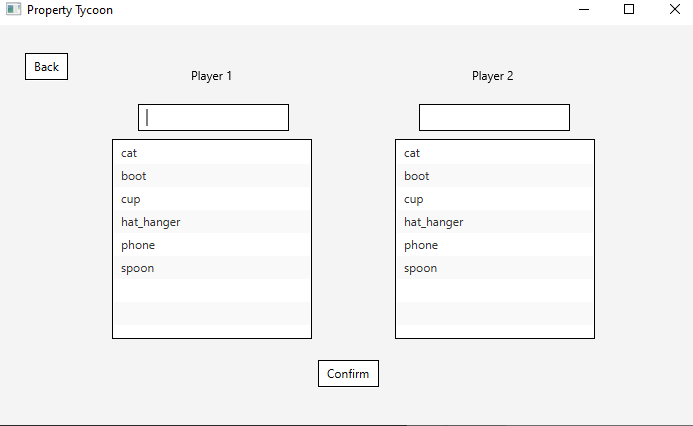 Property Tycoon
Back
Player 1
Player 2
cat
boot
cup
hat_hanger
phone
spoon
cat
boot
cup
hat_hanger
phone
spoon
Confirm